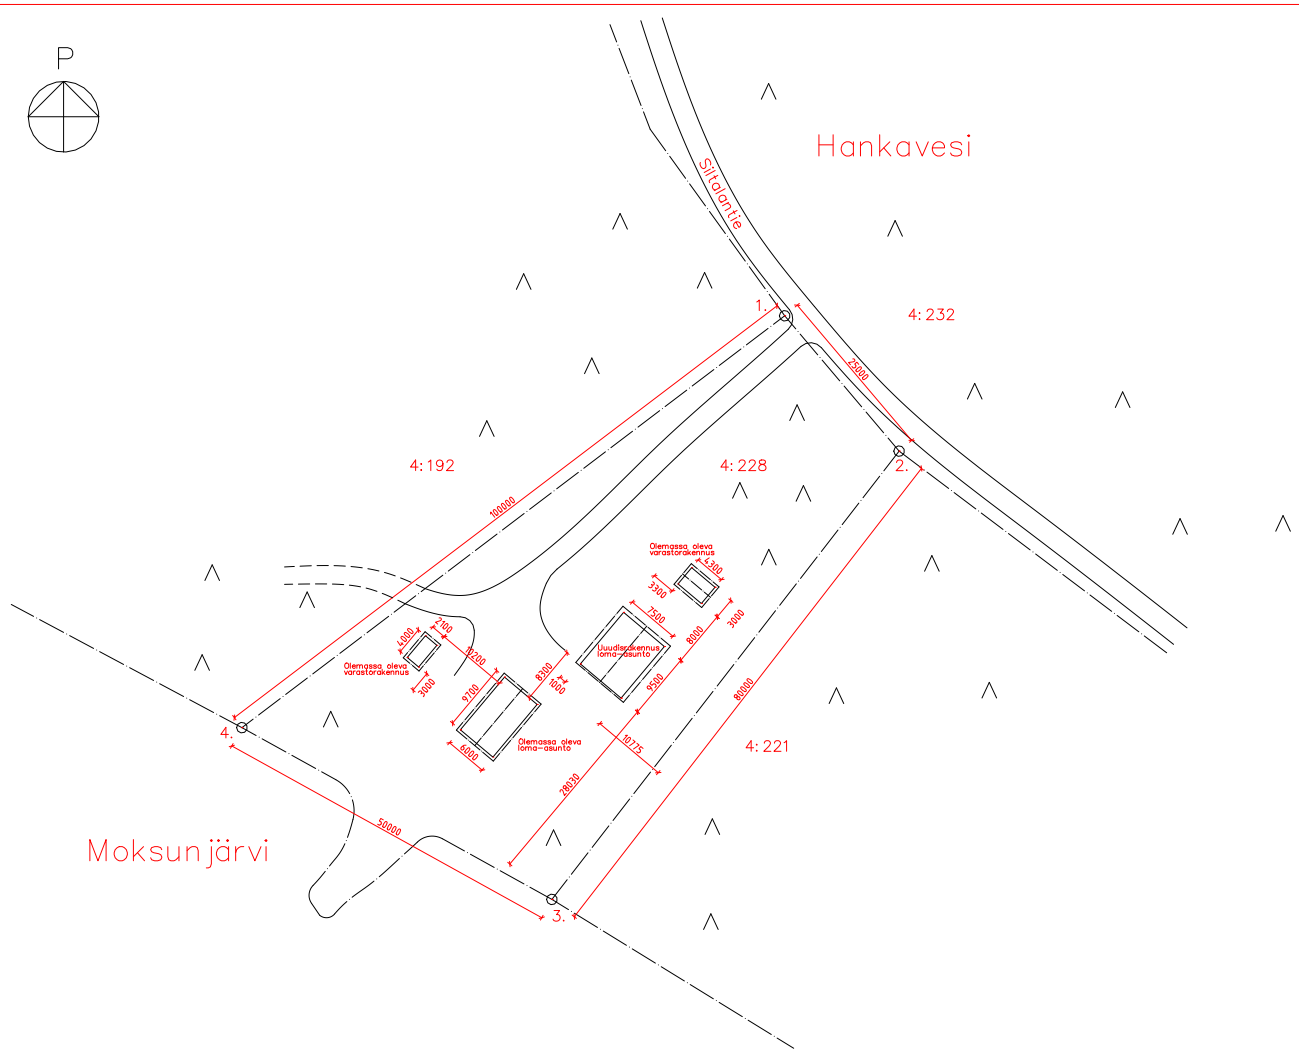 P
Hankavesi
Siltalantie
1.
4:232
25000
4:192
4:228
2.
100000
Olemassa oleva
varastorakennus
4300
3300
7500
3000
8000
4000
2100
10200
Olemassa oleva
varastorakennus
3000
Uudisrakennus
loma-asunto
8300
1000
9500
9700
80000
6000
Olemassa oleva
loma-asunto
10775
4:221
4.
28030
50000
Moksunjärvi
3.